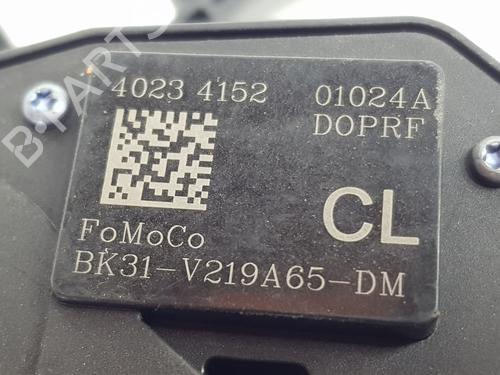 4023 4152 01024A
DOPRF
CL
FoMoCo
BK31-V219A65-DM
B-PARTS